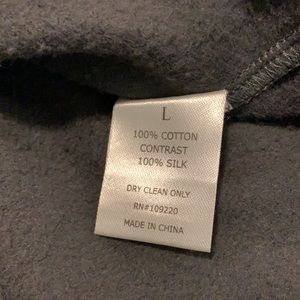 L
100% COTTON
CONTRAST
100% SILK
DRY CLEAN ONLY
RN#109220
MADE IN CHINA